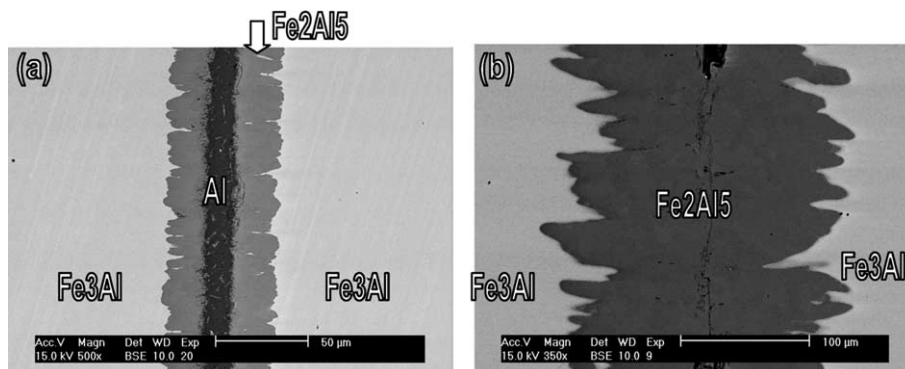 Fe2Al5
(a)
Al
Fe3Al
Fe3Al
Acc.V Magn Det WD Exp
15.0 kV 500x BSE 10.0 20
50 µm
(b)
Fe2Al5
Fe3Al
Fe3Al
Acc.V Magn Det WD Exp
15.0 kV 350x BSE 10.0 9
100 µm